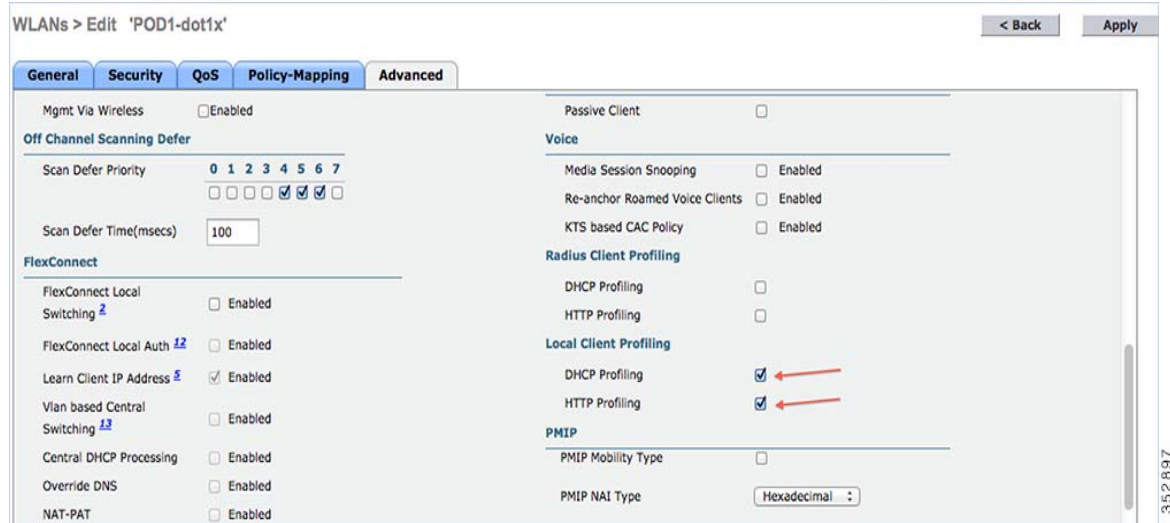 WLANs > Edit 'POD1-dot1x'
< Back
Apply
General
Security
QoS
Policy-Mapping
Advanced
Mgmt Via Wireless
Enabled
Off Channel Scanning Defer
Scan Defer Priority
0 1 2 3 4 5 6 7
Scan Defer Time(msecs)
100
FlexConnect
FlexConnect Local
Switching 2
Enabled
FlexConnect Local Auth 12
Enabled
Learn Client IP Address 5
Enabled
Vlan based Central
Switching 13
Enabled
Central DHCP Processing
Enabled
Override DNS
Enabled
NAT-PAT
Enabled
Passive Client
Voice
Media Session Snooping
Enabled
Re-anchor Roamed Voice Clients
Enabled
KTS based CAC Policy
Enabled
Radius Client Profiling
DHCP Profiling
HTTP Profiling
Local Client Profiling
DHCP Profiling
HTTP Profiling
PMIP
PMIP Mobility Type
PMIP NAI Type
Hexadecimal
352897